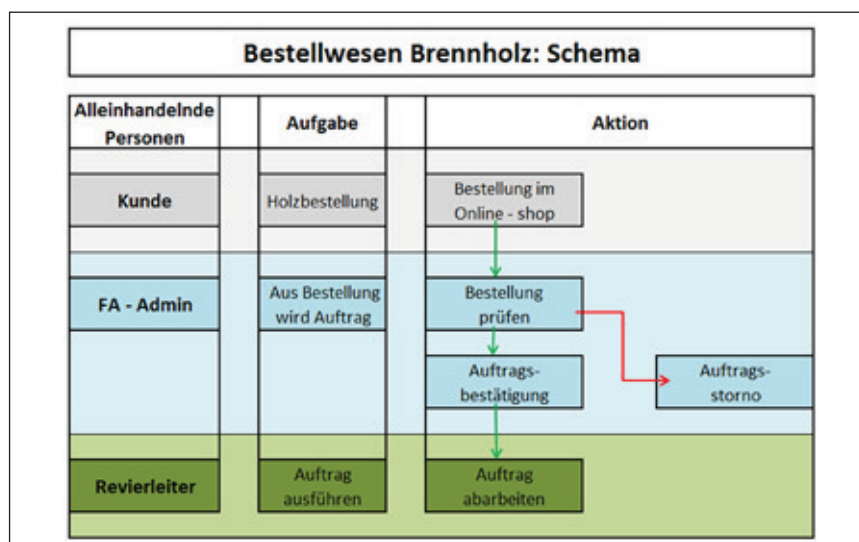 Bestellwesen Brennholz: Schema
Alleinhandelnde
Personen
Aufgabe
Aktion
Kunde
Holzbestellung
Bestellung im
Online - shop
FA - Admin
Aus Bestellung
wird Auftrag
Bestellung
prüfen
Auftrags-
bestätigung
Auftrags-
storno
Revierleiter
Auftrag
ausführen
Auftrag
abarbeiten